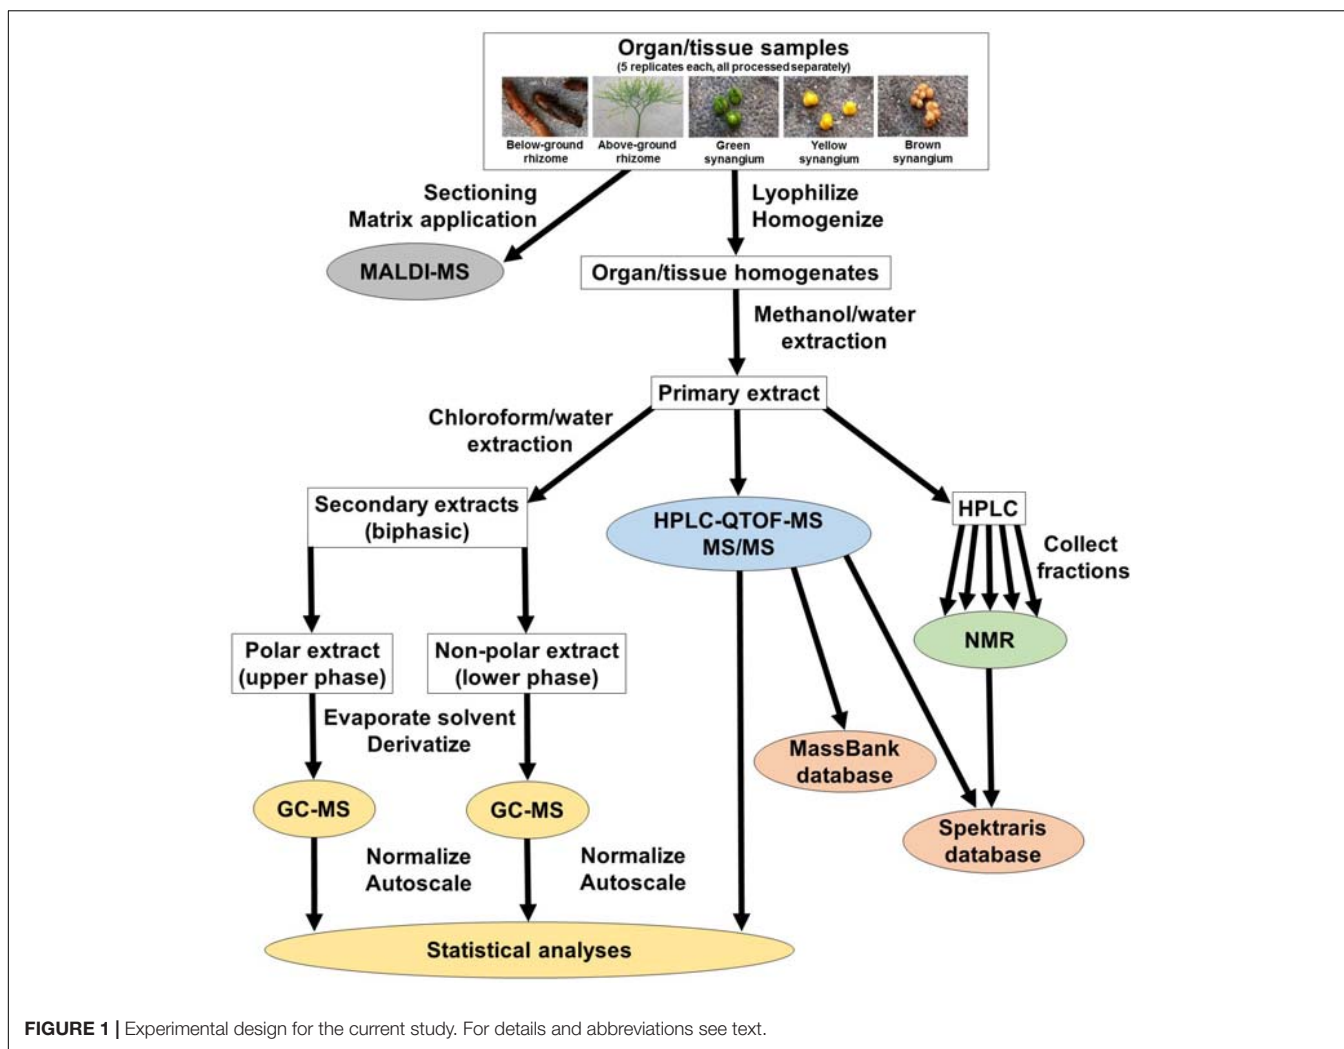 Organ/tissue samples
(5 replicates each, all processed separately)
Below-ground
rhizome
Above-ground
rhizome
Green
synangium
Yellow
synangium
Brown
synangium
Sectioning
Matrix application
Lyophilize
Homogenize
MALDI-MS
Organ/tissue homogenates
Methanol/water
extraction
Primary extract
Chloroform/water
extraction
Secondary extracts
(biphasic)
HPLC-QTOF-MS
MS/MS
HPLC
Collect
fractions
NMR
Polar extract
(upper phase)
Non-polar extract
(lower phase)
Evaporate solvent
Derivatize
MassBank
database
GC-MS
GC-MS
Spektraris
database
Normalize
Autoscale
Normalize
Autoscale
Statistical analyses
FIGURE 1 | Experimental design for the current study. For details and abbreviations see text.